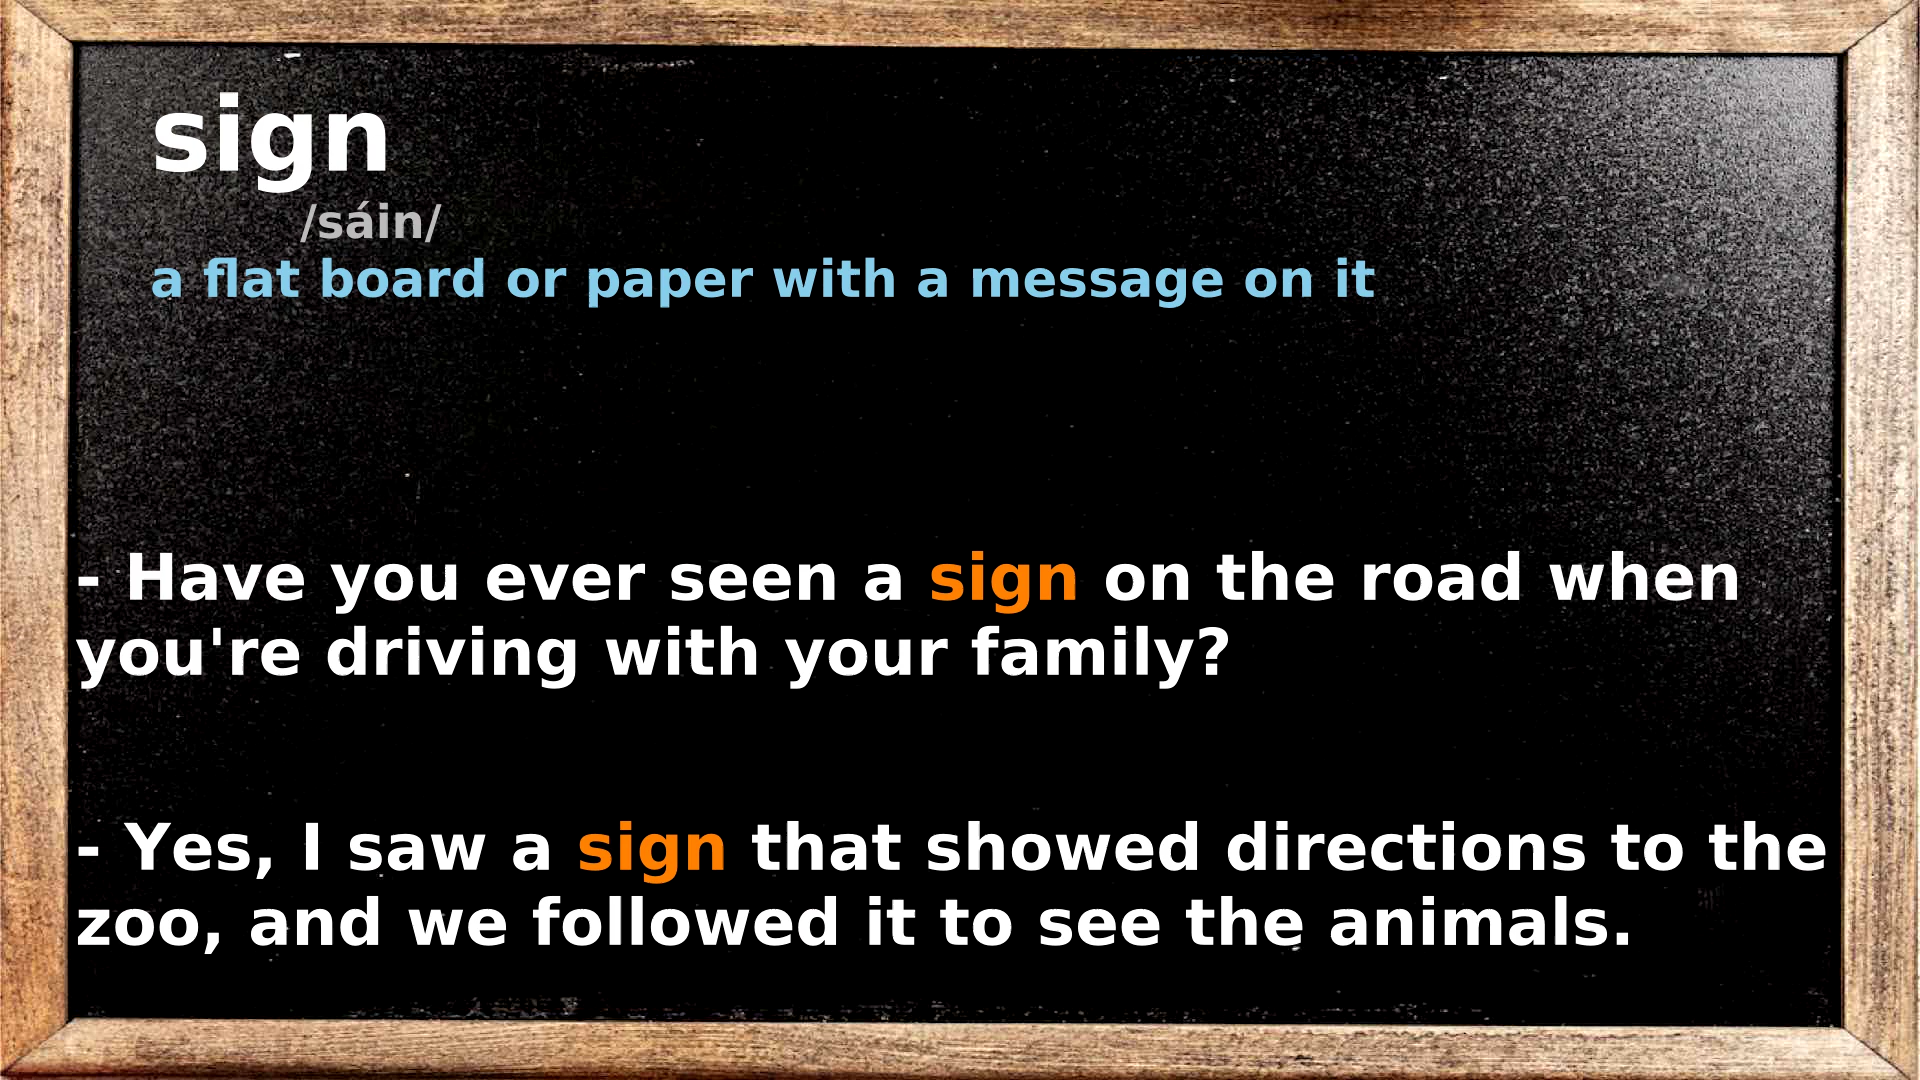 sign
/sáin/
a flat board or paper with a message on it
- Have you ever seen a sign on the road when
you're driving with your family?
- Yes, I saw a sign that showed directions to the
zoo, and we followed it to see the animals.